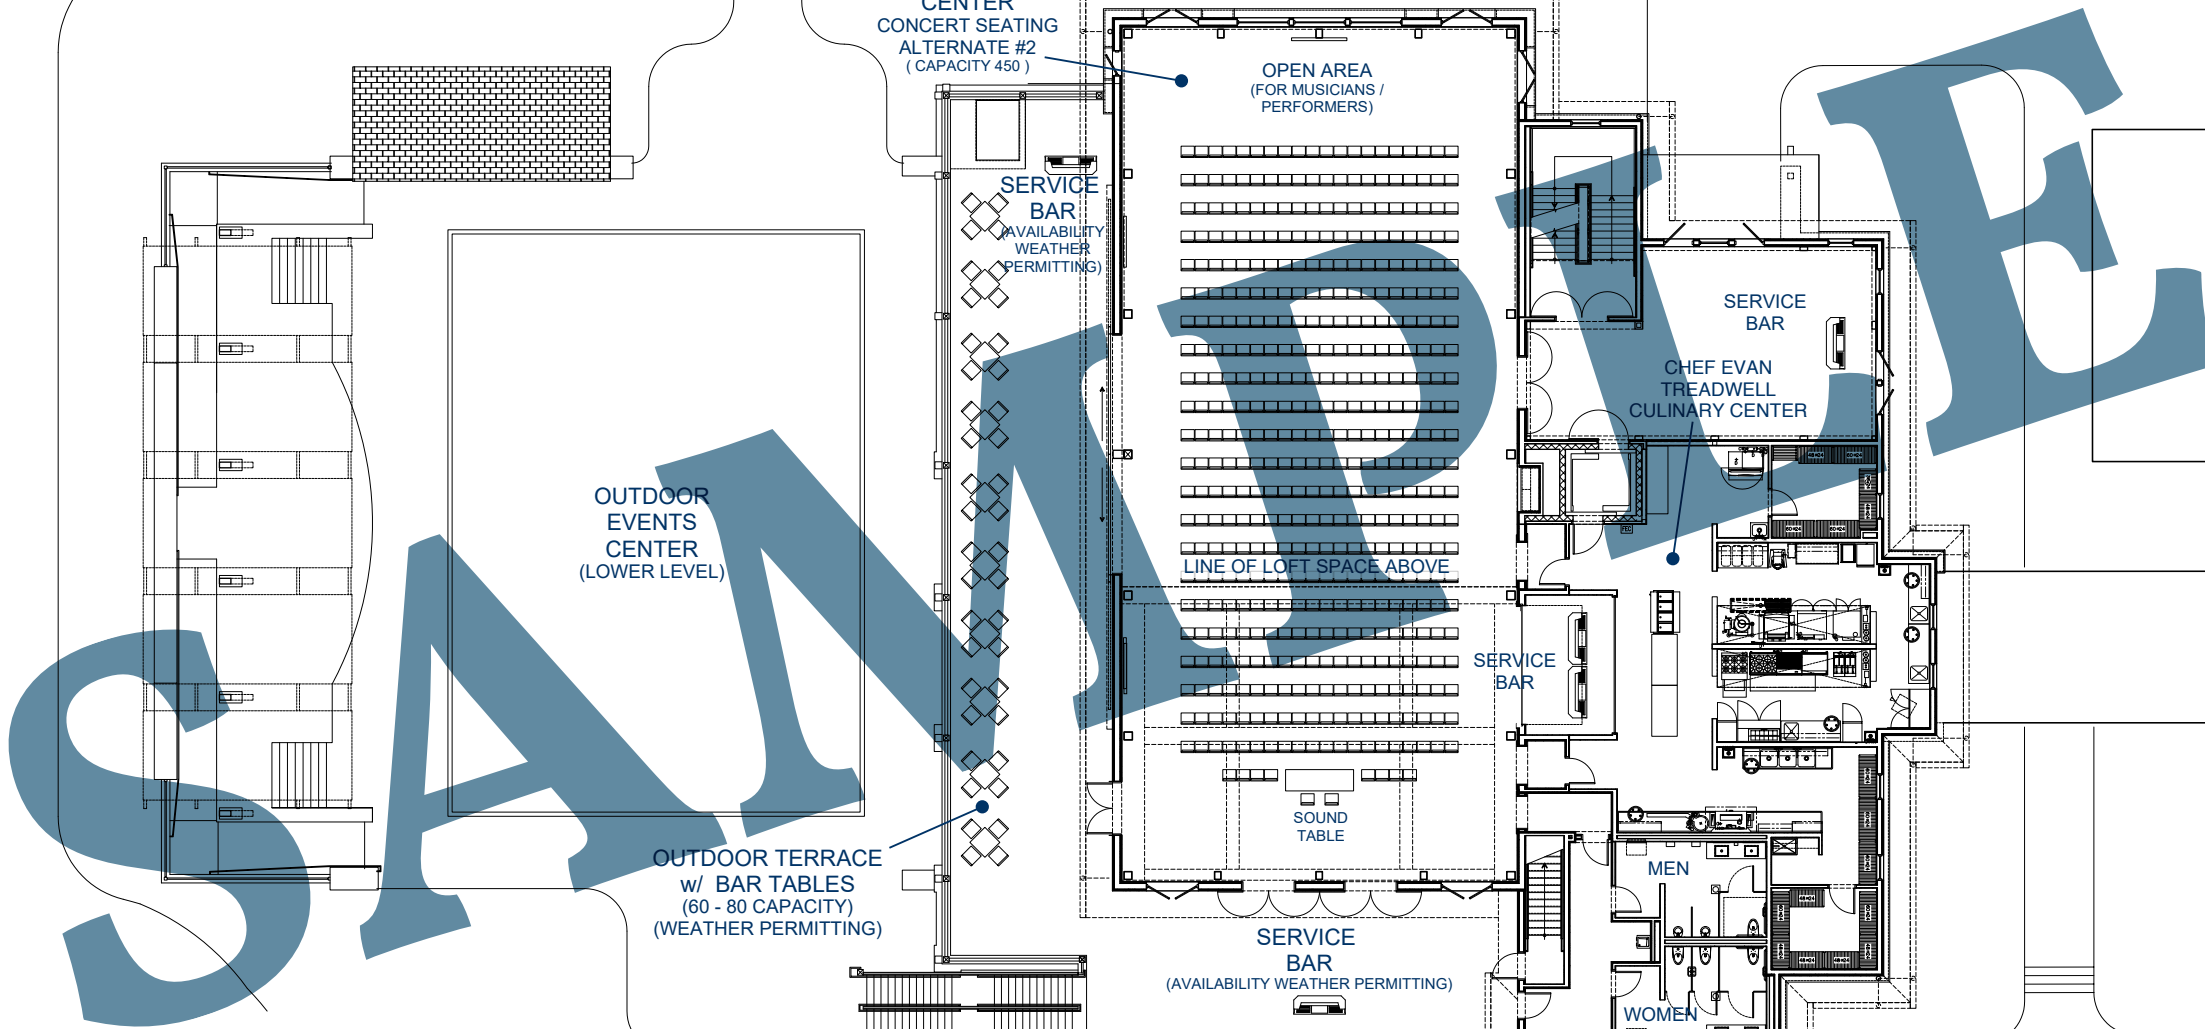 CENTER
CONCERT SEATING
ALTERNATE #2
( CAPACITY 450 )
OPEN AREA
(FOR MUSICIANS /
PERFORMERS)
SERVICE
BAR
(AVAILABILITY
WEATHER
PERMITTING)
SERVICE
BAR
CHEF EVAN
TREADWELL
CULINARY CENTER
OUTDOOR
EVENTS
CENTER
(LOWER LEVEL)
FEC
LINE OF LOFT SPACE ABOVE
SERVICE
BAR
SOUND
TABLE
OUTDOOR TERRACE
w/ BAR TABLES
(60 - 80 CAPACITY)
(WEATHER PERMITTING)
MEN
SERVICE
BAR
(AVAILABILITY WEATHER PERMITTING)
WOMEN
SAMPLE